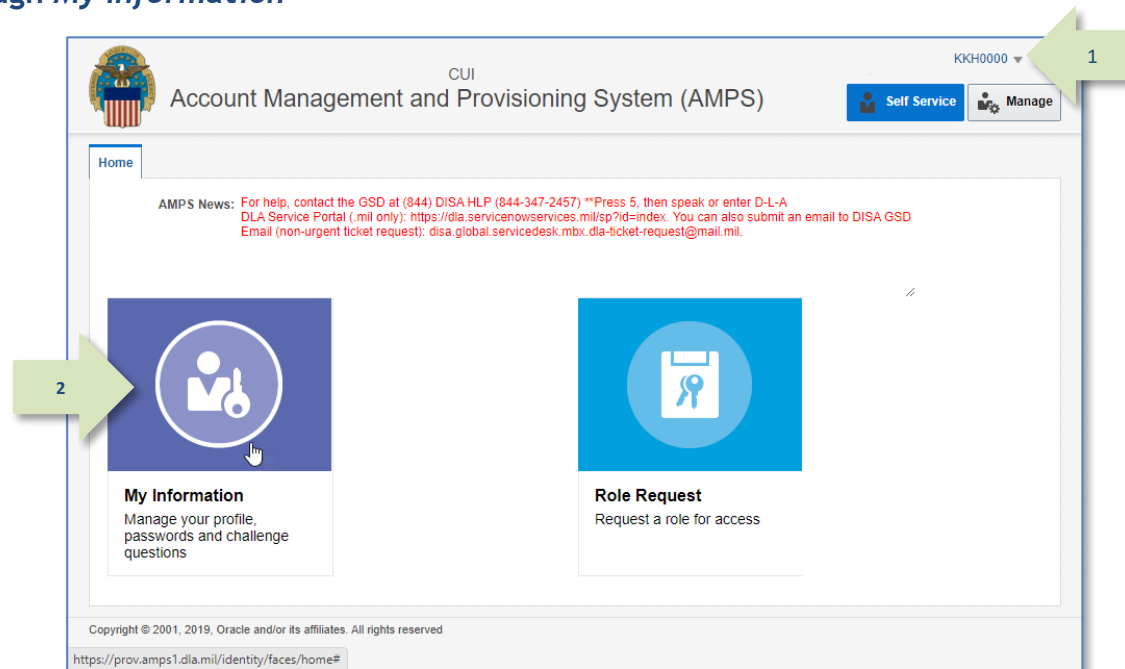 My Information
CUI
Account Management and Provisioning System (AMPS)
KKH0000
1
Self Service
Manage
Home
AMPS News: For help, contact the GSD at (844) DISA HLP (844-347-2457) **Press 5, then speak or enter D-L-A
DLA Service Portal (.mil only): https://dla.servicenowservices.mil/sp?id=index. You can also submit an email to DISA GSD
Email (non-urgent ticket request): disa.global.servicedesk.mbx.dla-ticket-request@mail.mil.
2
My Information
Manage your profile,
passwords and challenge
questions
Role Request
Request a role for access
Copyright © 2001, 2019, Oracle and/or its affiliates. All rights reserved
https://prov.amps1.dla.mil/identity/faces/home#